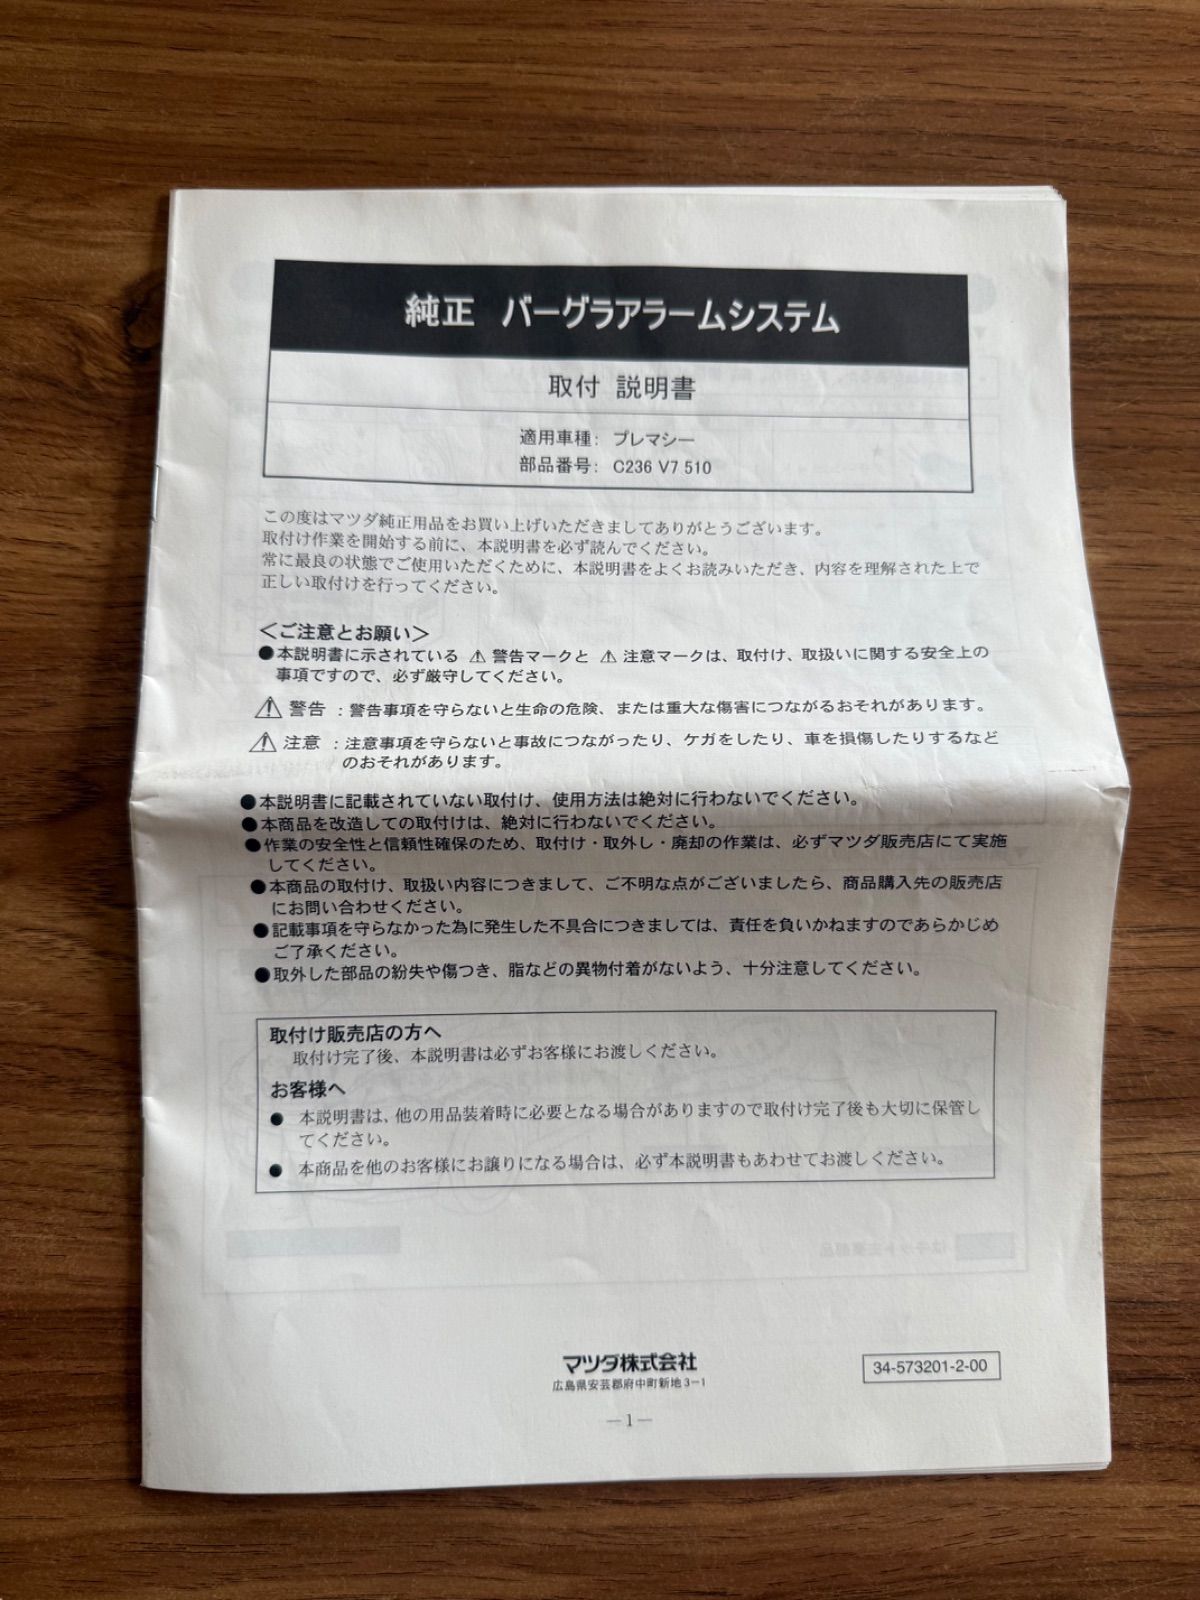 純正 バーグラアラームシステム
取付 説明書
適用車種: プレマシー
部品番号: C236 V7 510
この度はマツダ純正用品をお買い上げいただきましてありがとうございます。
取付け作業を開始する前に、本説明書を必ず読んでください。
常に最良の状態でご使用いただくために、本説明書をよくお読みいただき、内容を理解された上で
正しい取付けを行ってください。
＜ご注意とお願い＞
●本説明書に示されている ⚠ 警告マークと ⚠ 注意マークは、取付け、取扱いに関する安全上の
事項ですので、必ず厳守してください。
⚠ 警告 : 警告事項を守らないと生命の危険、または重大な傷害につながるおそれがあります。
⚠ 注意 : 注意事項を守らないと事故につながったり、ケガをしたり、車を損傷したりするなど
のおそれがあります。
●本説明書に記載されていない取付け、使用方法は絶対に行わないでください。
●本商品を改造しての取付けは、絶対に行わないでください。
●作業の安全性と信頼性確保のため、取付け・取外し・廃却の作業は、必ずマツダ販売店にて実施
してください。
●本商品の取付け、取扱い内容につきまして、ご不明な点がございましたら、商品購入先の販売店
にお問い合わせください。
●記載事項を守らなかった為に発生した不具合につきましては、責任を負いかねますのであらかじめ
ご了承ください。
●取外した部品の紛失や傷つき、脂などの異物付着がないよう、十分注意してください。
取付け販売店の方へ
取付け完了後、本説明書は必ずお客様にお渡しください。
お客様へ
● 本説明書は、他の用品装着時に必要となる場合がありますので取付け完了後も大切に保管し
てください。
● 本商品を他のお客様にお譲りになる場合は、必ず本説明書もあわせてお渡しください。
マツダ株式会社
広島県安芸郡府中町新地3−1
34-573201-2-00
―1―